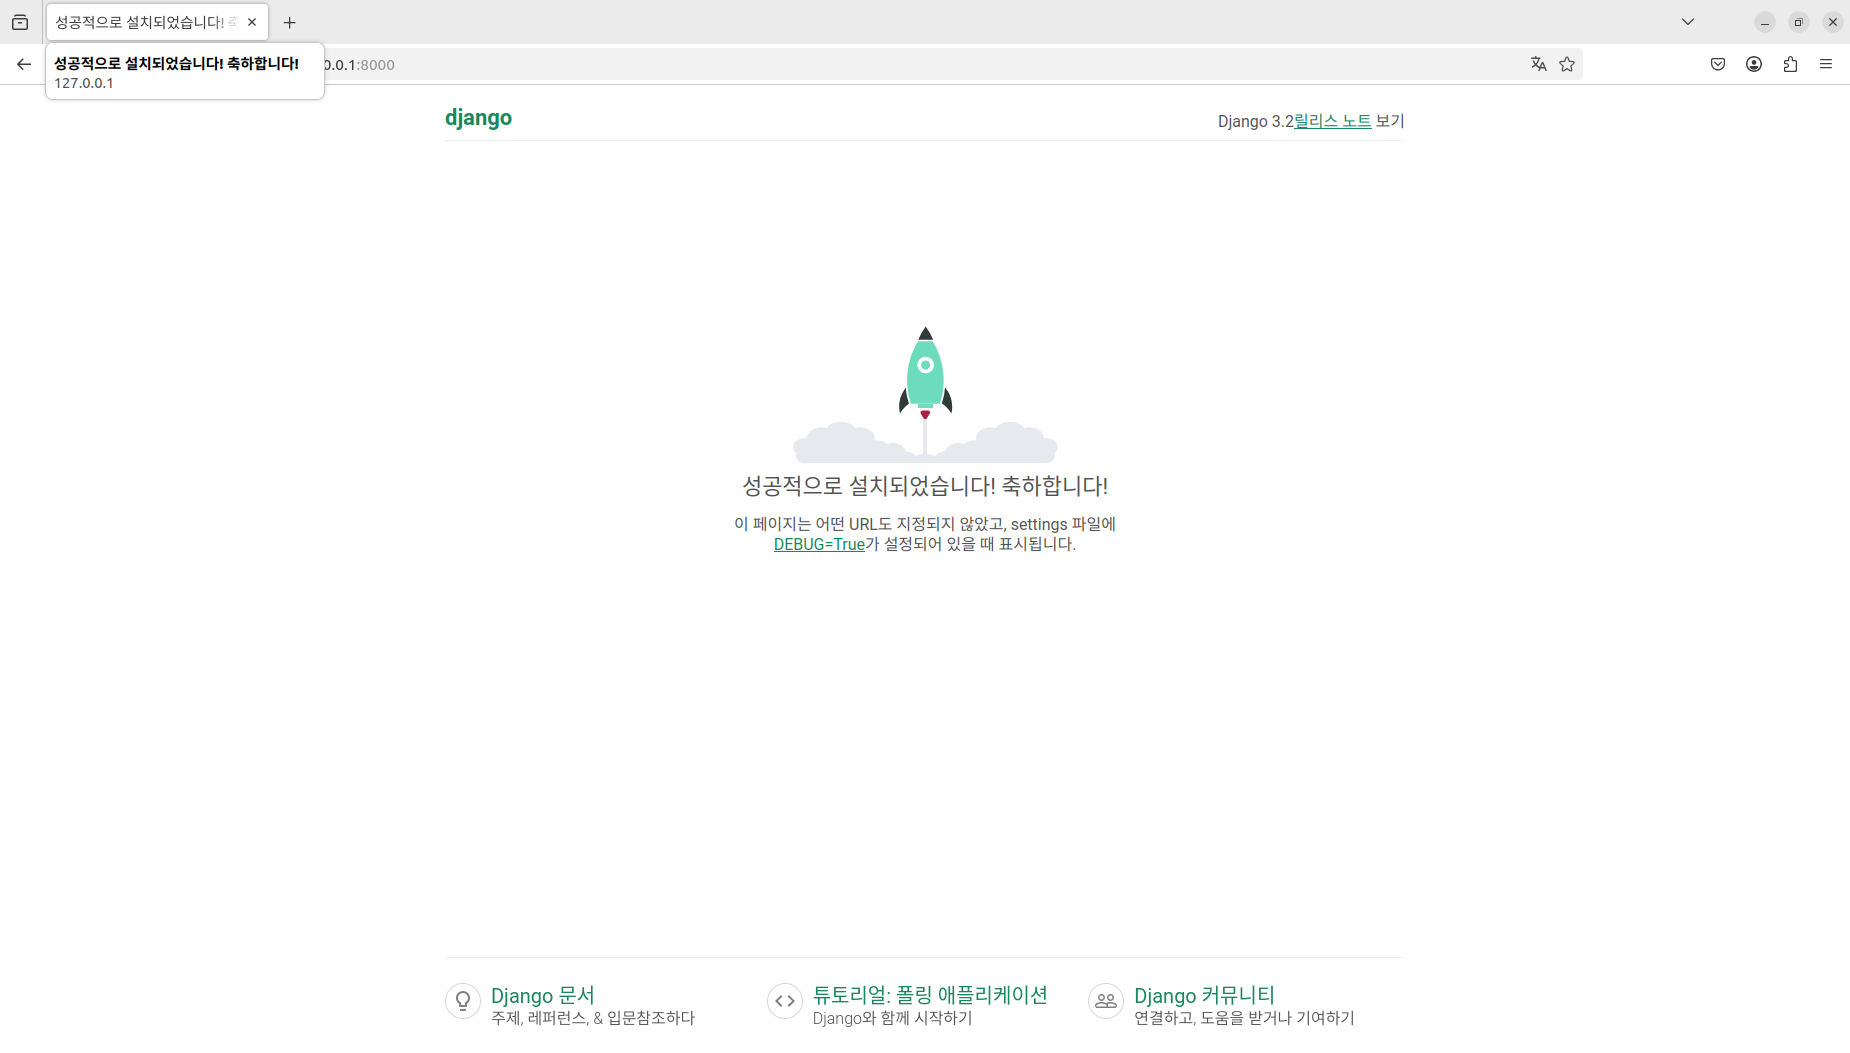 성공적으로 설치되었습니다!
성공적으로 설치되었습니다! 축하합니다!
127.0.0.1
0.0.1:8000
django
Django 3.2릴리스 노트 보기
성공적으로 설치되었습니다! 축하합니다!
이 페이지는 어떤 URL도 지정되지 않았고, settings 파일에
DEBUG=True가 설정되어 있을 때 표시됩니다.
Django 문서
주제, 레퍼런스, & 입문참조하다
튜토리얼: 폴링 애플리케이션
Django와 함께 시작하기
Django 커뮤니티
연결하고, 도움을 받거나 기여하기